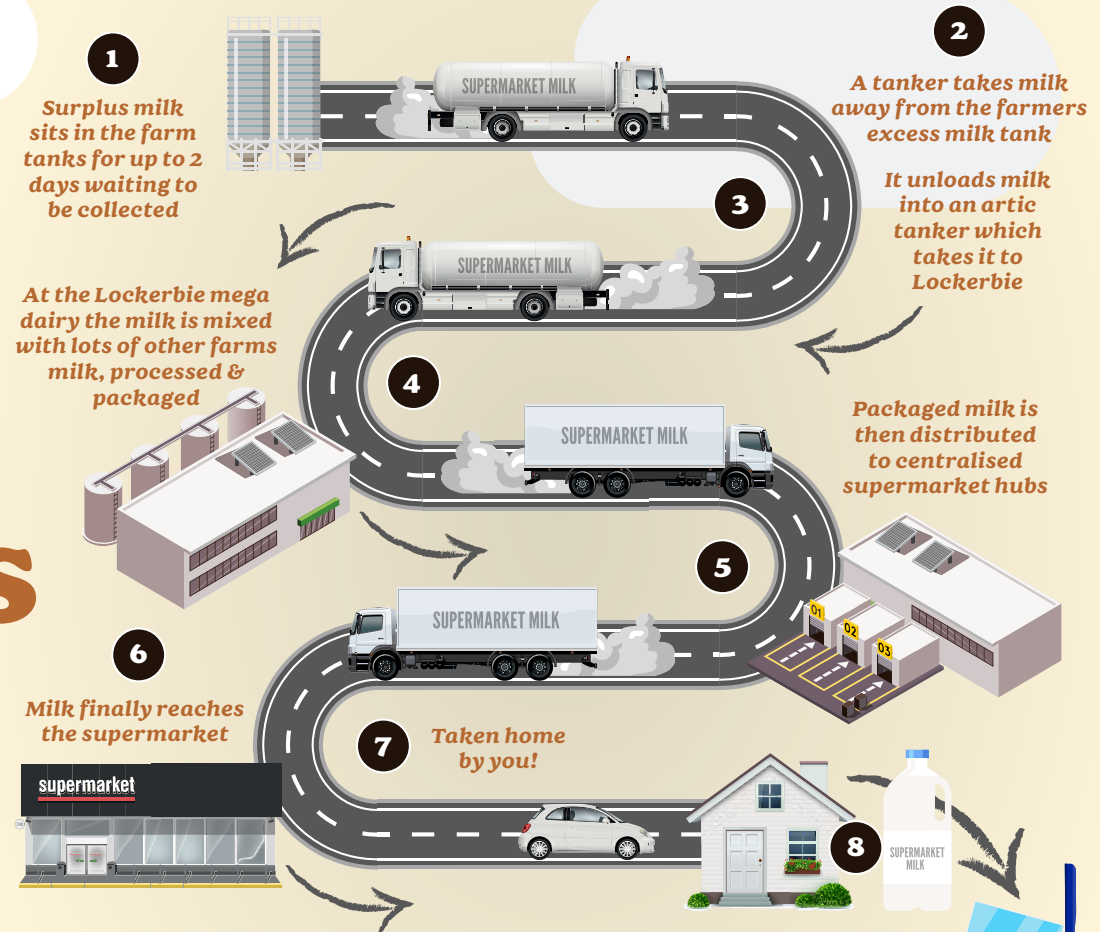 1
Surplus milk
sits in the farm
tanks for up to 2
days waiting to
be collected
SUPERMARKET MILK
2
A tanker takes milk
away from the farmers
excess milk tank
3
It unloads milk
into an artic
tanker which
takes it to
Lockerbie
SUPERMARKET MILK
At the Lockerbie mega
dairy the milk is mixed
with lots of other farms
milk, processed &
packaged
4
SUPERMARKET MILK
Packaged milk is
then distributed
to centralised
supermarket hubs
5
01
02
03
s
SUPERMARKET MILK
6
Milk finally reaches
the supermarket
supermarket
7
Taken home
by you!
8
SUPERMARKET
MILK